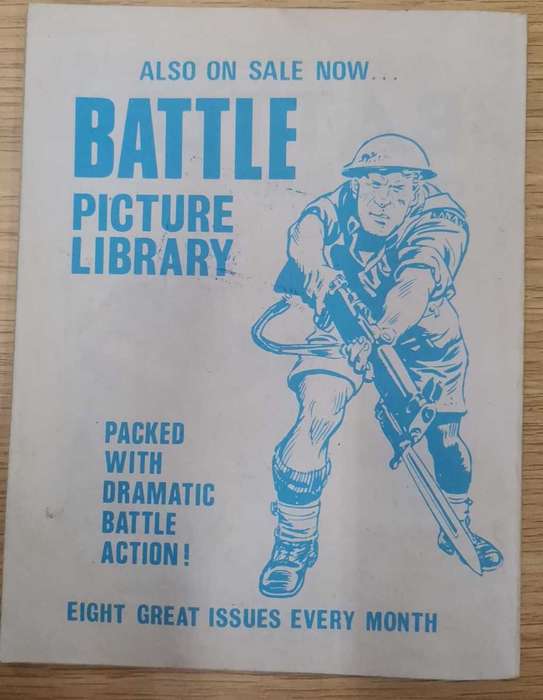 ALSO ON SALE NOW...
BATTLE
PICTURE
LIBRARY
PACKED
WITH
DRAMATIC
BATTLE
ACTION!
EIGHT GREAT ISSUES EVERY MONTH